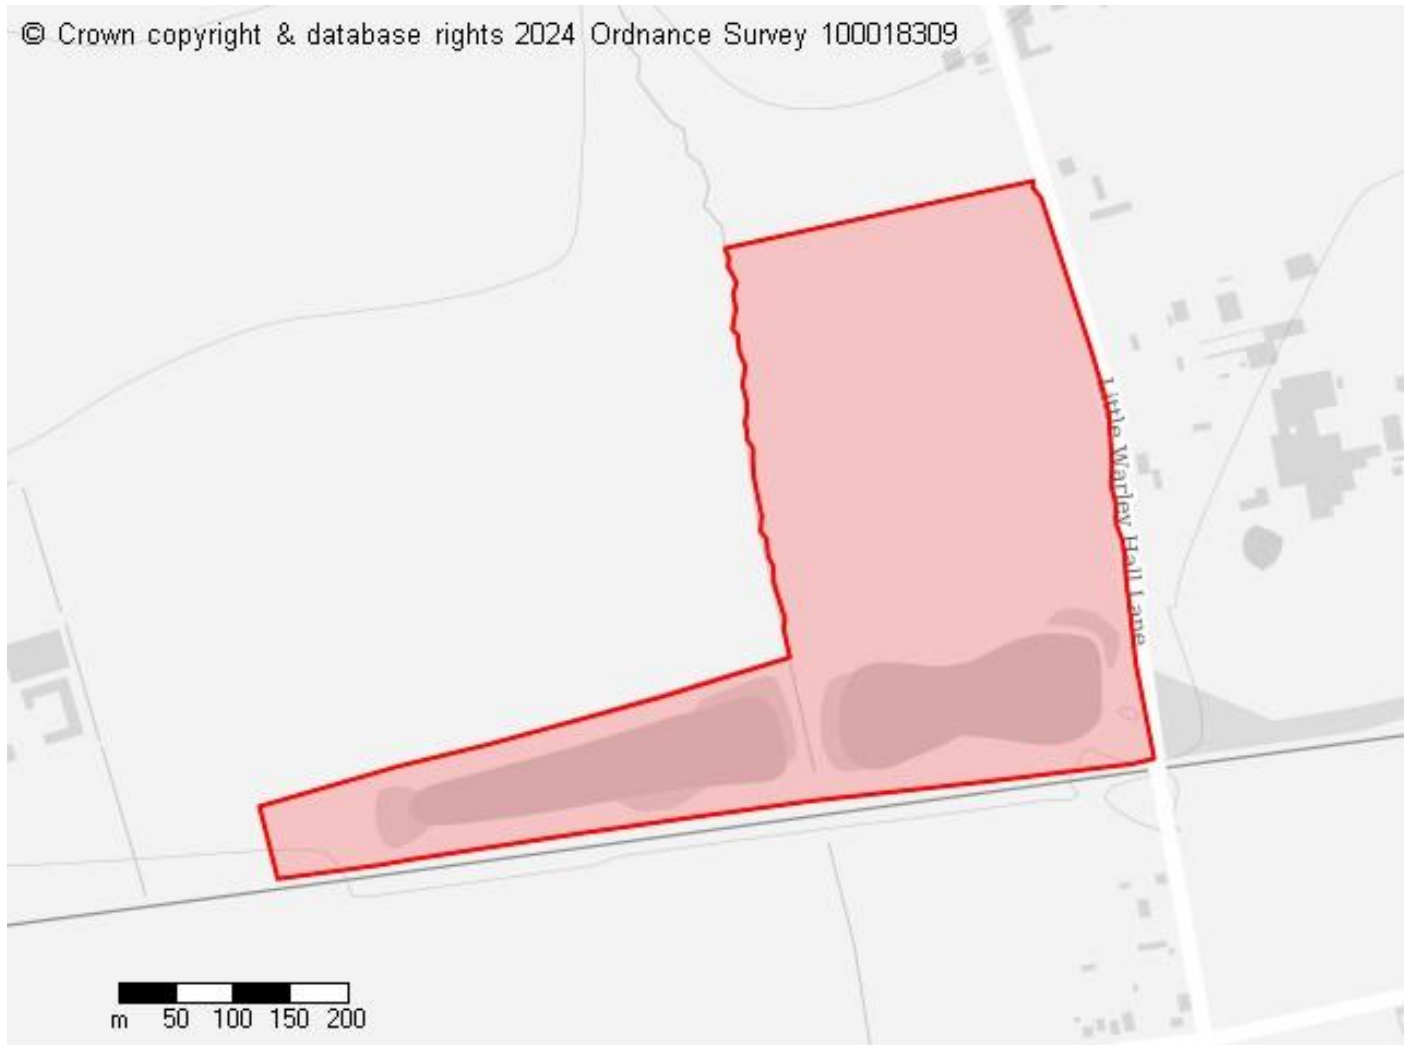 © Crown copyright & database rights 2024 Ordnance Survey 100018309
Little Warley Hall Lane
m 50 100 150 200